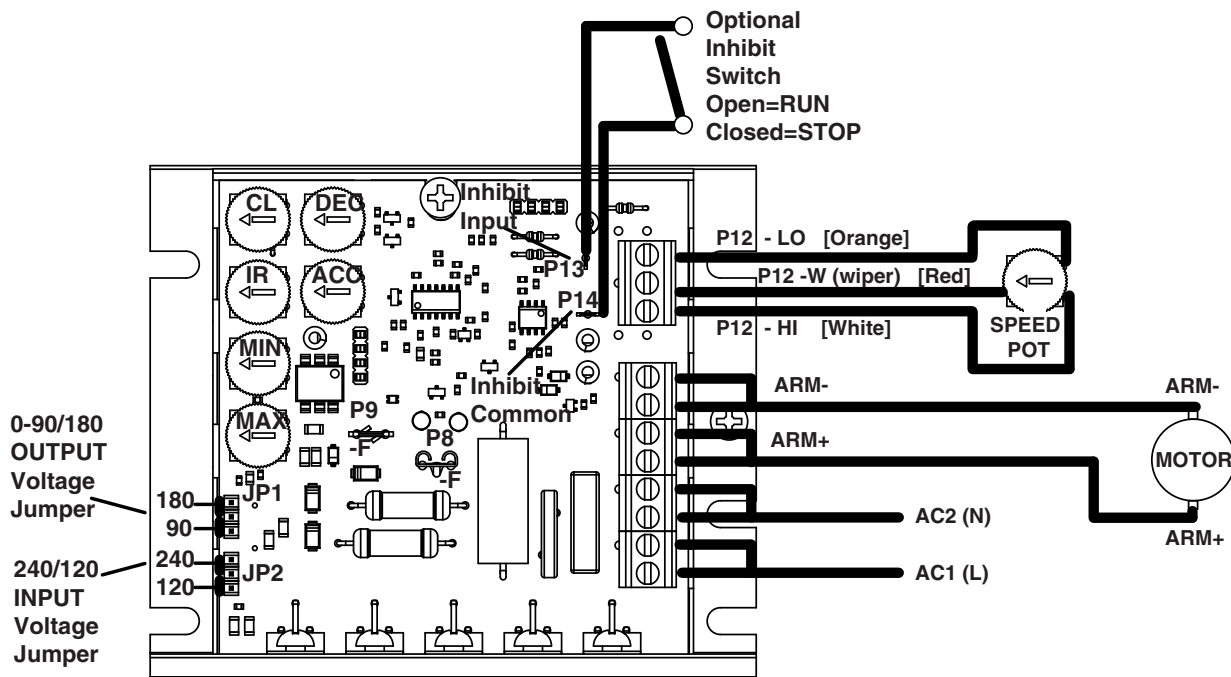 Optional
Inhibit
Switch
Open=RUN
Closed=STOP
CL
DEC
Inhibit
Input
P13
P12 - LO [Orange]
IR
ACC
P12 -W (wiper) [Red]
P14
P12 - HI [White]
SPEED
POT
MIN
Inhibit
Common
ARM-
ARM-
MAX
P9
-F
P8
-F
ARM+
MOTOR
0-90/180
OUTPUT
Voltage
Jumper
180
JP1
90
AC2 (N)
ARM+
240/120
INPUT
Voltage
Jumper
240
JP2
120
AC1 (L)